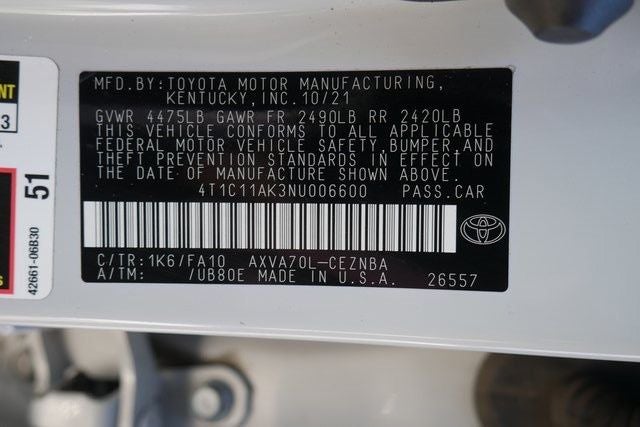 MFD.BY:TOYOTA MOTOR MANUFACTURING,
KENTUCKY,INC.10/21
GVWR 4475LB GAWR FR 2490LB RR 2420LB
THIS VEHICLE CONFORMS TO ALL APPLICABLE
FEDERAL MOTOR VEHICLE SAFETY,BUMPER,AND
THEFT PREVENTION STANDARDS IN EFFECT
ON THE DATE OF MANUFACTURE SHOWN ABOVE.
4T1C11AK3NU006600 PASS.CAR
C/TR:1K6/FA10 AXVA70L-CEZNBA
A/TM: /UB80E MADE IN U.S.A. 26557
51
42661-06B30